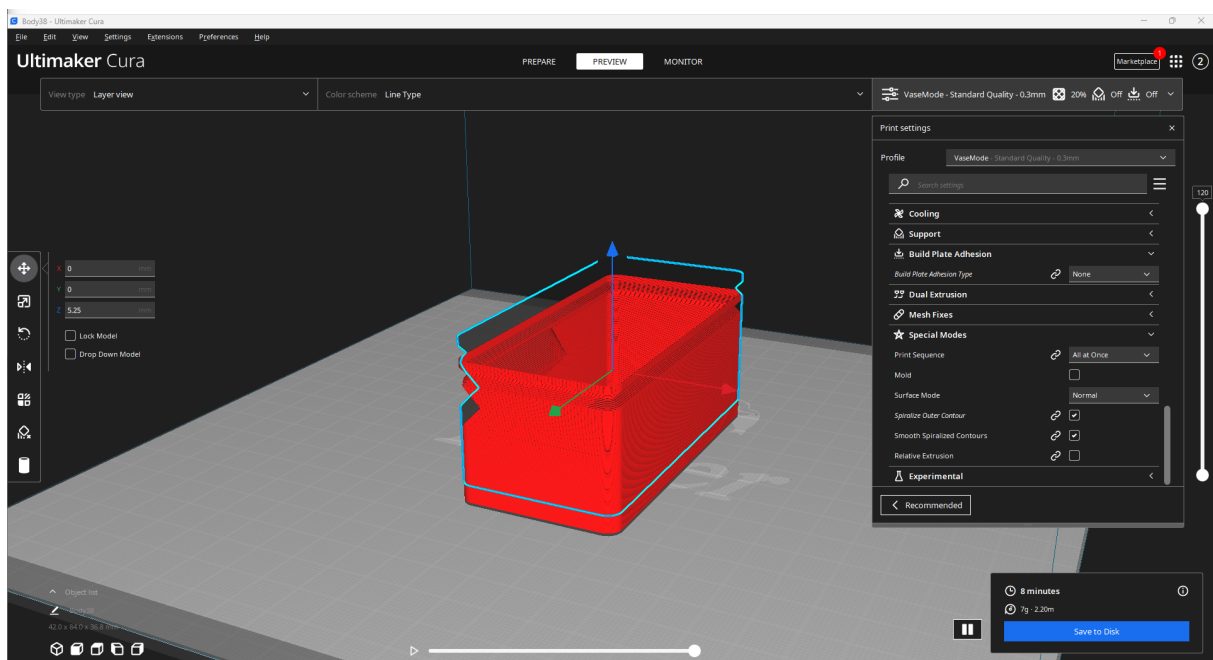 Body38 - Ultimaker Cura
File Edit View Settings Extensions Preferences Help
Ultimaker Cura
PREPARE PREVIEW MONITOR
Marketplace 1 2
View type Layer view
Color scheme Line Type
VaseMode - Standard Quality - 0.3mm 20% Off Off
Print settings
Profile VaseMode - Standard Quality - 0.3mm
Search settings
Cooling
Support
Build Plate Adhesion
Build Plate Adhesion Type None
Dual Extrusion
Mesh Fixes
Special Modes
Print Sequence All at Once
Mold
Surface Mode Normal
Spiralize Outer Contour
Smooth Spiralized Contours
Relative Extrusion
Experimental
Recommended
120
X 0 mm
Y 0 mm
Z 5.25 mm
Lock Model
Drop Down Model
Object list
Body38
42.0 x 64.0 x 36.8 mm
8 minutes
7g · 2.20m
Save to Disk